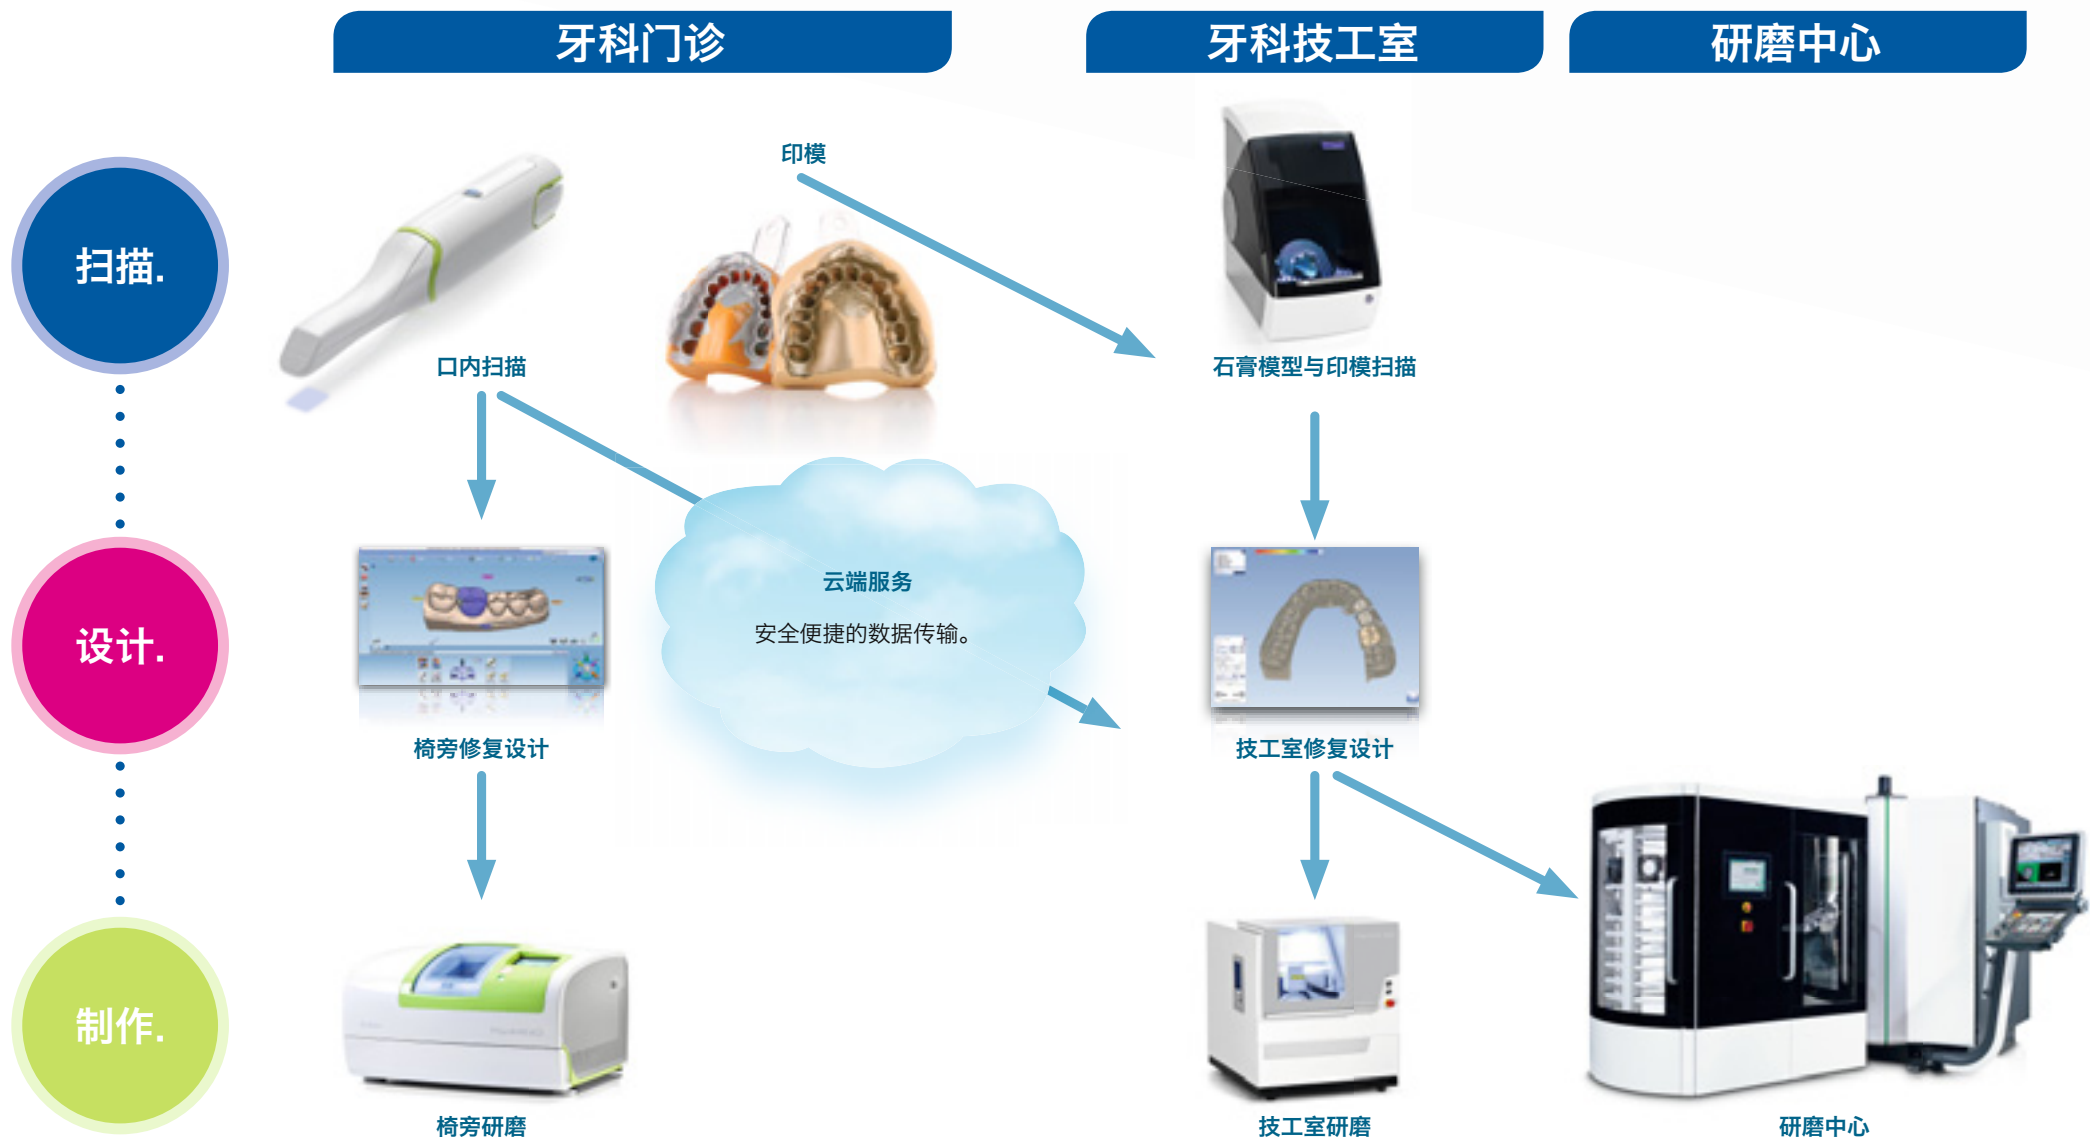 牙科门诊
牙科技工室
研磨中心
印模
扫描.
口内扫描
石膏模型与印模扫描
云端服务
安全便捷的数据传输。
设计.
椅旁修复设计
技工室修复设计
制作.
椅旁研磨
技工室研磨
研磨中心